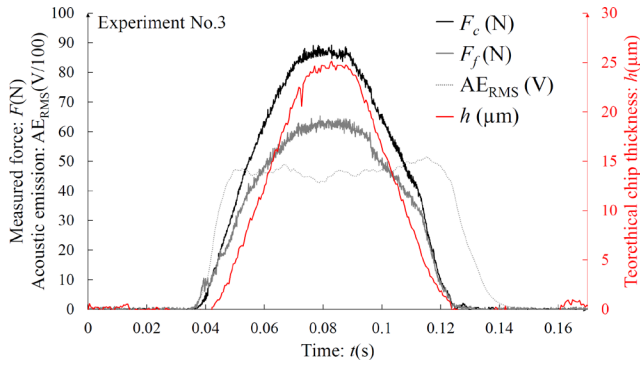 Experiment No.3
Measured force: F(N)
Acoustic emission: AE_RMS(V/100)
100
90
80
70
60
50
40
30
20
10
0
F_c (N)
F_f (N)
AE_RMS (V)
h (µm)
30
25
20
15
10
5
0
Teorethical chip thickness: h(µm)
0 0.02 0.04 0.06 0.08 0.1 0.12 0.14 0.16
Time: t(s)